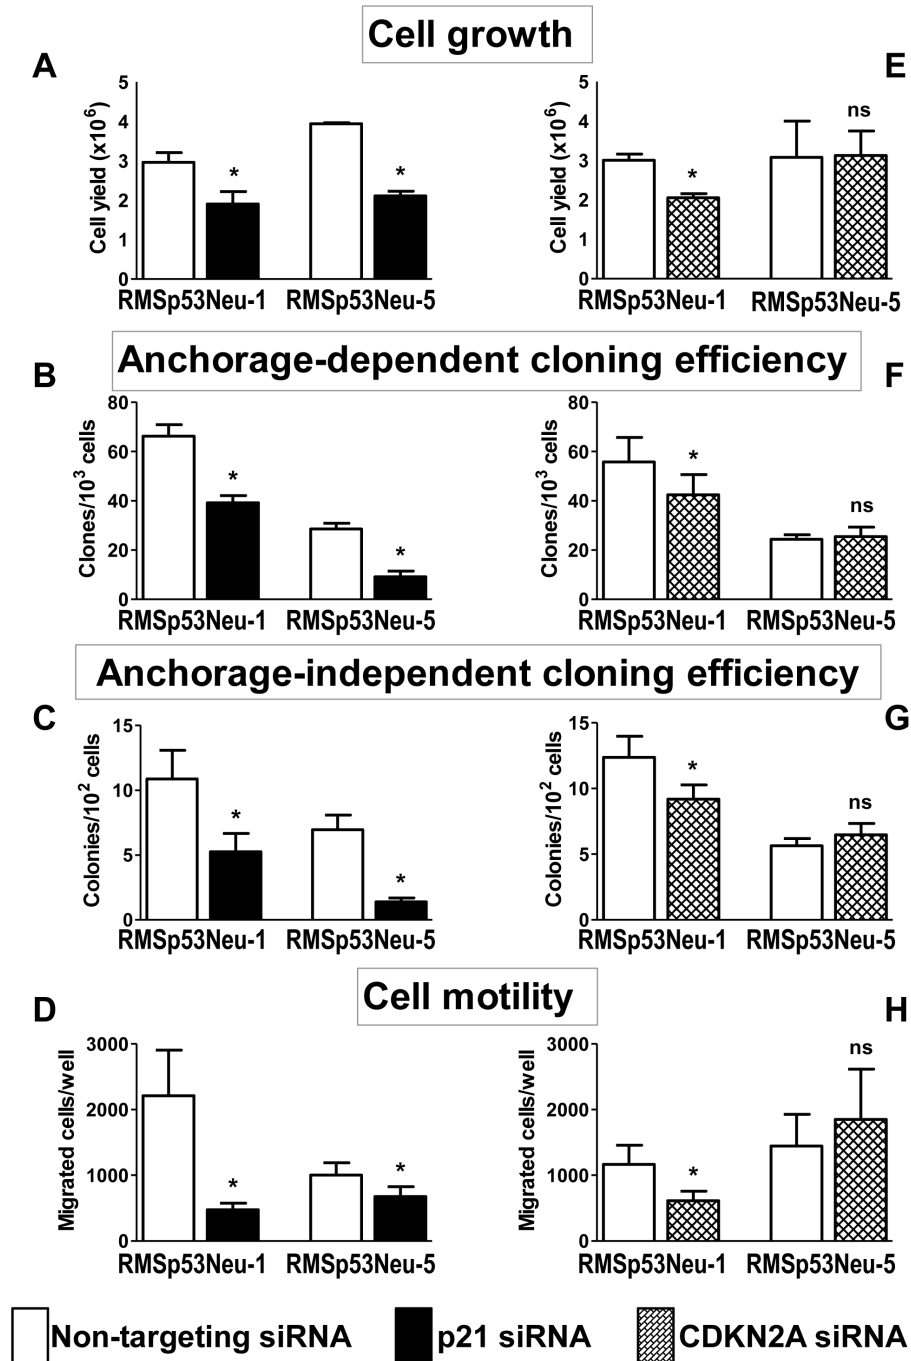 Cell growth
A
E
5
4
3
2
1
0
Cell yield (x10⁶)
*
*
RMSp53Neu-1 RMSp53Neu-5
5
4
3
2
1
0
Cell yield (x10⁶)
*
ns
RMSp53Neu-1 RMSp53Neu-5
Anchorage-dependent cloning efficiency
B
F
80
60
40
20
0
Clones/10³ cells
*
*
RMSp53Neu-1 RMSp53Neu-5
80
60
40
20
0
Clones/10³ cells
*
ns
RMSp53Neu-1 RMSp53Neu-5
Anchorage-independent cloning efficiency
C
G
15
10
5
0
Colonies/10² cells
*
*
RMSp53Neu-1 RMSp53Neu-5
15
10
5
0
Colonies/10² cells
*
ns
RMSp53Neu-1 RMSp53Neu-5
Cell motility
D
H
3000
2000
1000
0
Migrated cells/well
*
*
RMSp53Neu-1 RMSp53Neu-5
3000
2000
1000
0
Migrated cells/well
*
ns
RMSp53Neu-1 RMSp53Neu-5
Non-targeting siRNA p21 siRNA CDKN2A siRNA